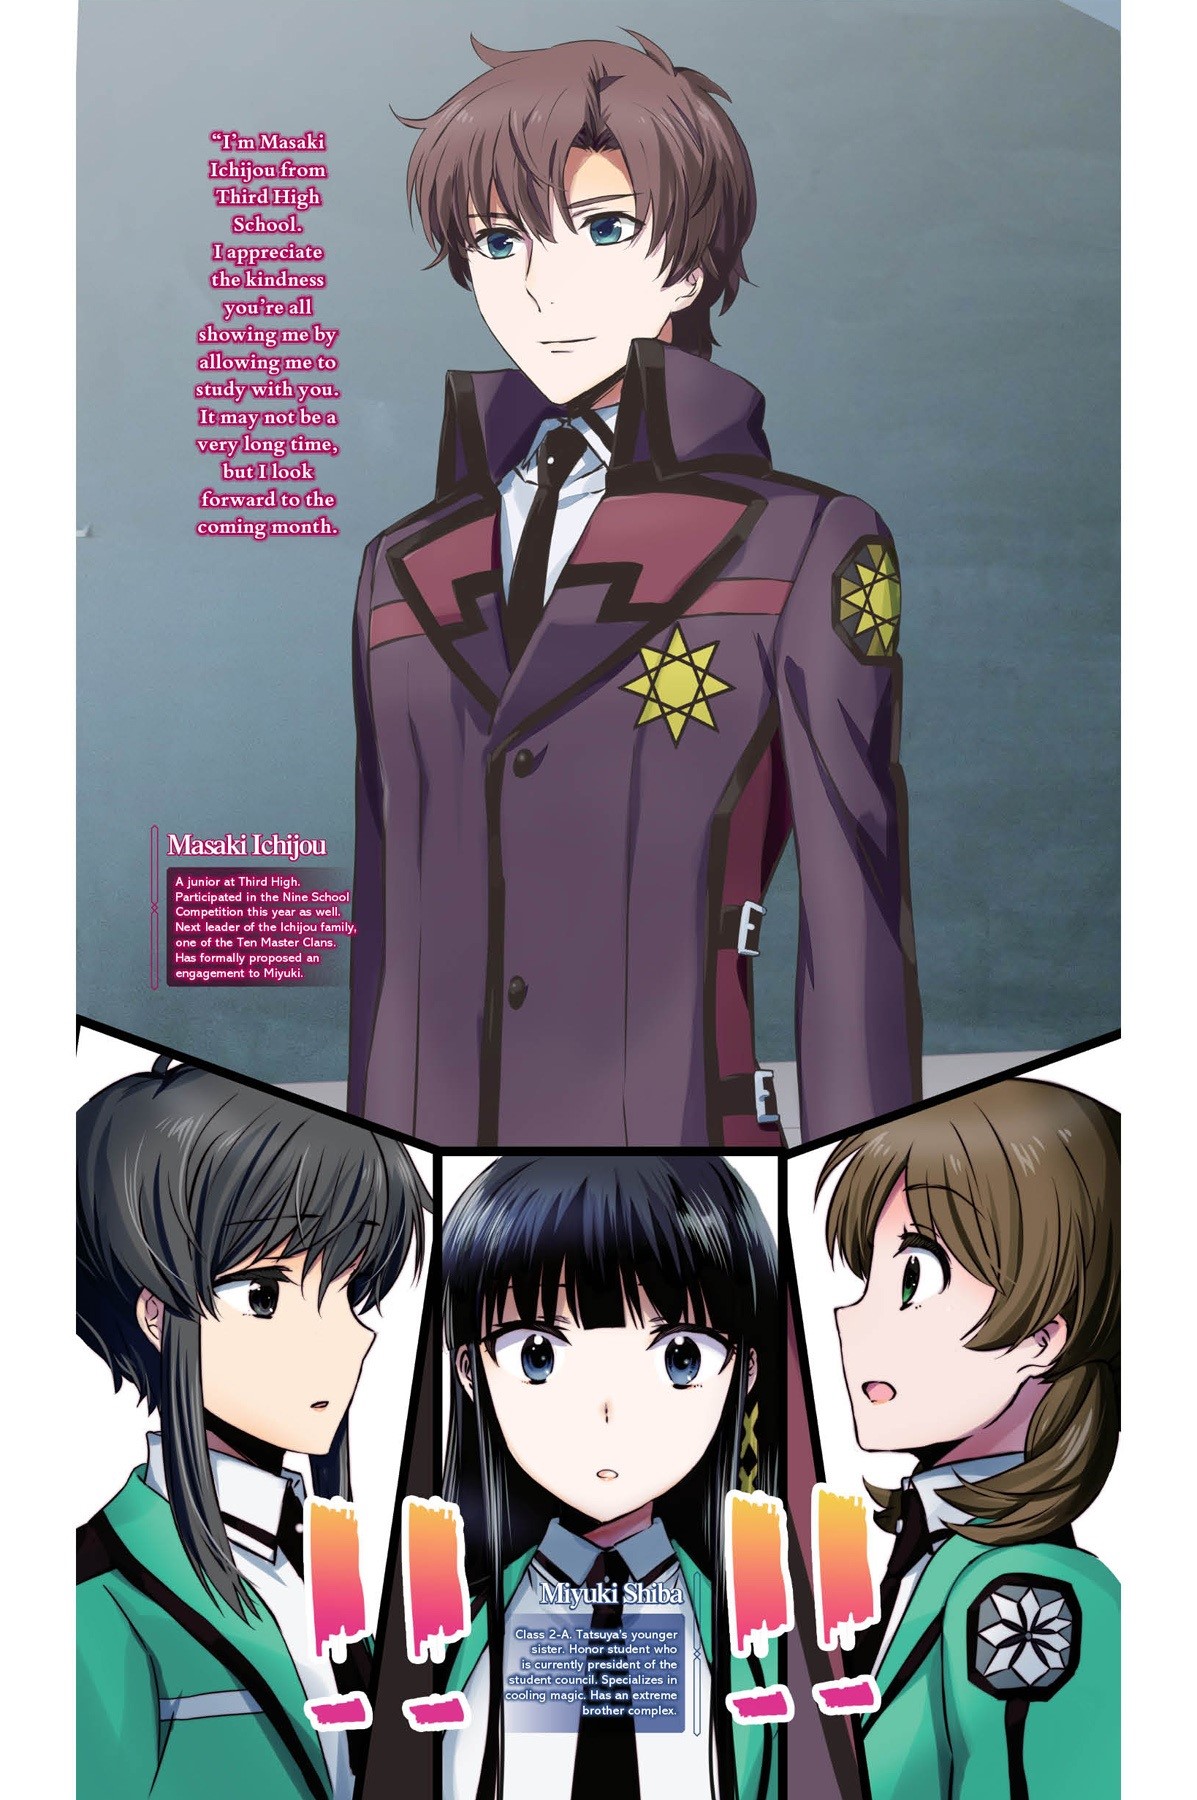 “I’m Masaki
Ichijou from
Third High
School.
I appreciate
the kindness
you’re all
showing me by
allowing me to
study with you.
It may not be a
very long time,
but I look
forward to the
coming month.
Masaki Ichijou
A junior at Third High.
Participated in the Nine School
Competition this year as well.
Next leader of the Ichijou family,
one of the Ten Master Clans.
Has formally proposed an
engagement to Miyuki.
!! !!
Miyuki Shiba
Class 2-A. Tatsuya’s younger
sister. Honor student who
is currently president of the
student council. Specializes in
cooling magic. Has an extreme
brother complex.